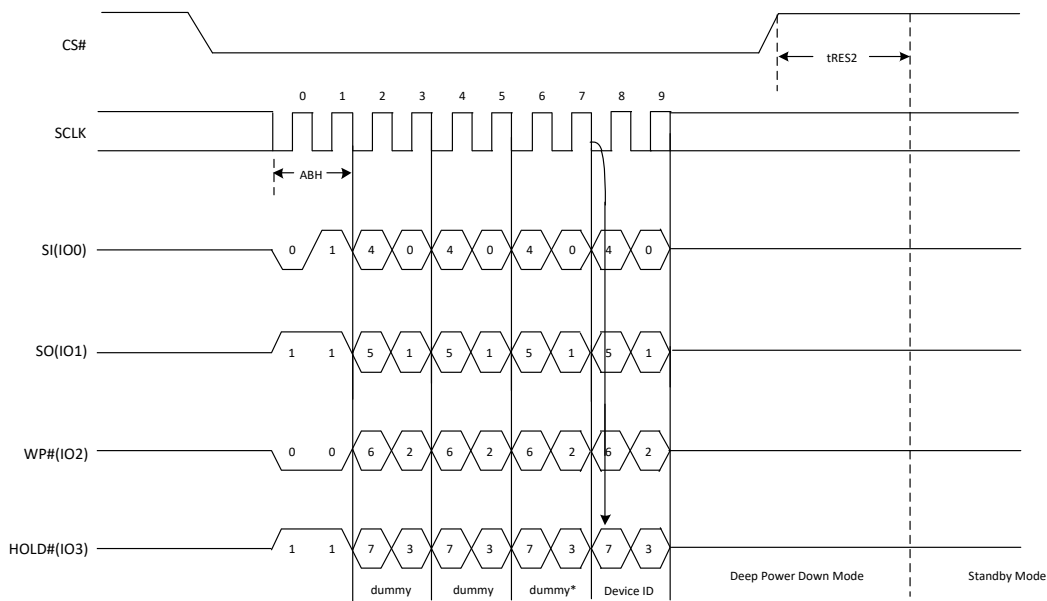 CS#
tRES2
0 1 2 3 4 5 6 7 8 9
SCLK
ABH
SI(IO0) 0 1 4 0 4 0 4 0 4 0
SO(IO1) 1 1 5 1 5 1 5 1 5 1
WP#(IO2) 0 0 6 2 6 2 6 2 6 2
HOLD#(IO3) 1 1 7 3 7 3 7 3 7 3
dummy dummy dummy* Device ID Deep Power Down Mode Standby Mode